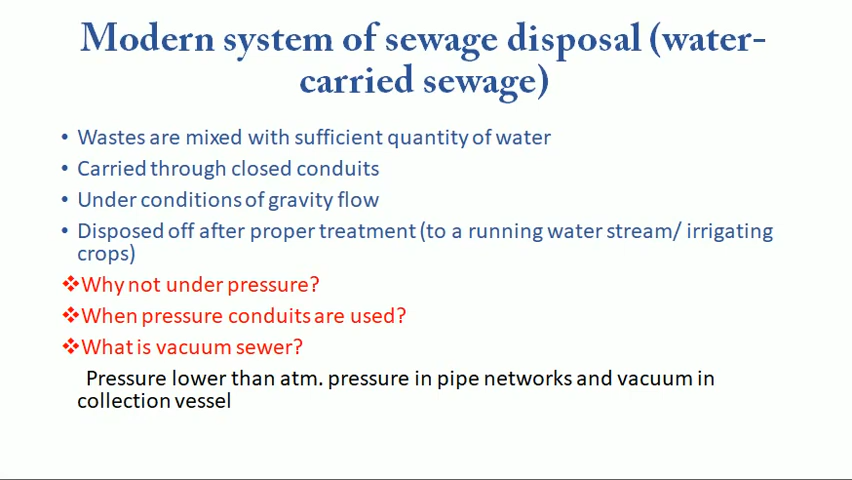 Modern system of sewage disposal (water-
carried sewage)
• Wastes are mixed with sufficient quantity of water
• Carried through closed conduits
• Under conditions of gravity flow
• Disposed off after proper treatment (to a running water stream/ irrigating
crops)
❖Why not under pressure?
❖When pressure conduits are used?
❖What is vacuum sewer?
Pressure lower than atm. pressure in pipe networks and vacuum in
collection vessel